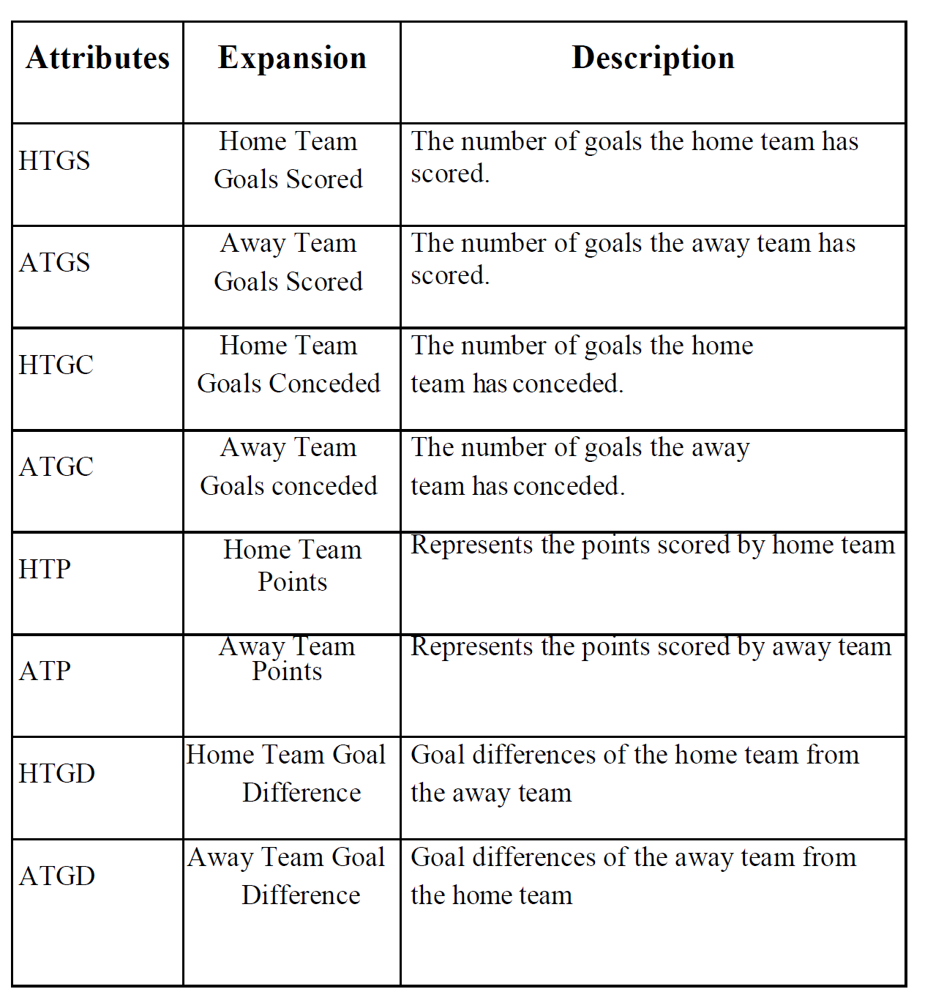 Attributes Expansion Description
HTGS
Home Team
Goals Scored
The number of goals the home team has
scored.
ATGS
Away Team
Goals Scored
The number of goals the away team has
scored.
HTGC
Home Team
Goals Conceded
The number of goals the home
team has conceded.
ATGC
Away Team
Goals conceded
The number of goals the away
team has conceded.
HTP
Home Team
Points
Represents the points scored by home team
ATP
Away Team
Points
Represents the points scored by away team
HTGD
Home Team Goal
Difference
Goal differences of the home team from
the away team
ATGD
Away Team Goal
Difference
Goal differences of the away team from
the home team